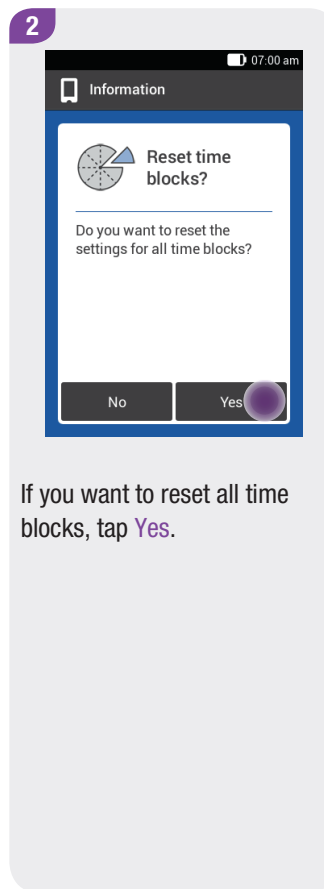 2
07:00 am
Information
Reset time
blocks?
Do you want to reset the
settings for all time blocks?
No
Yes
If you want to reset all time
blocks, tap Yes.